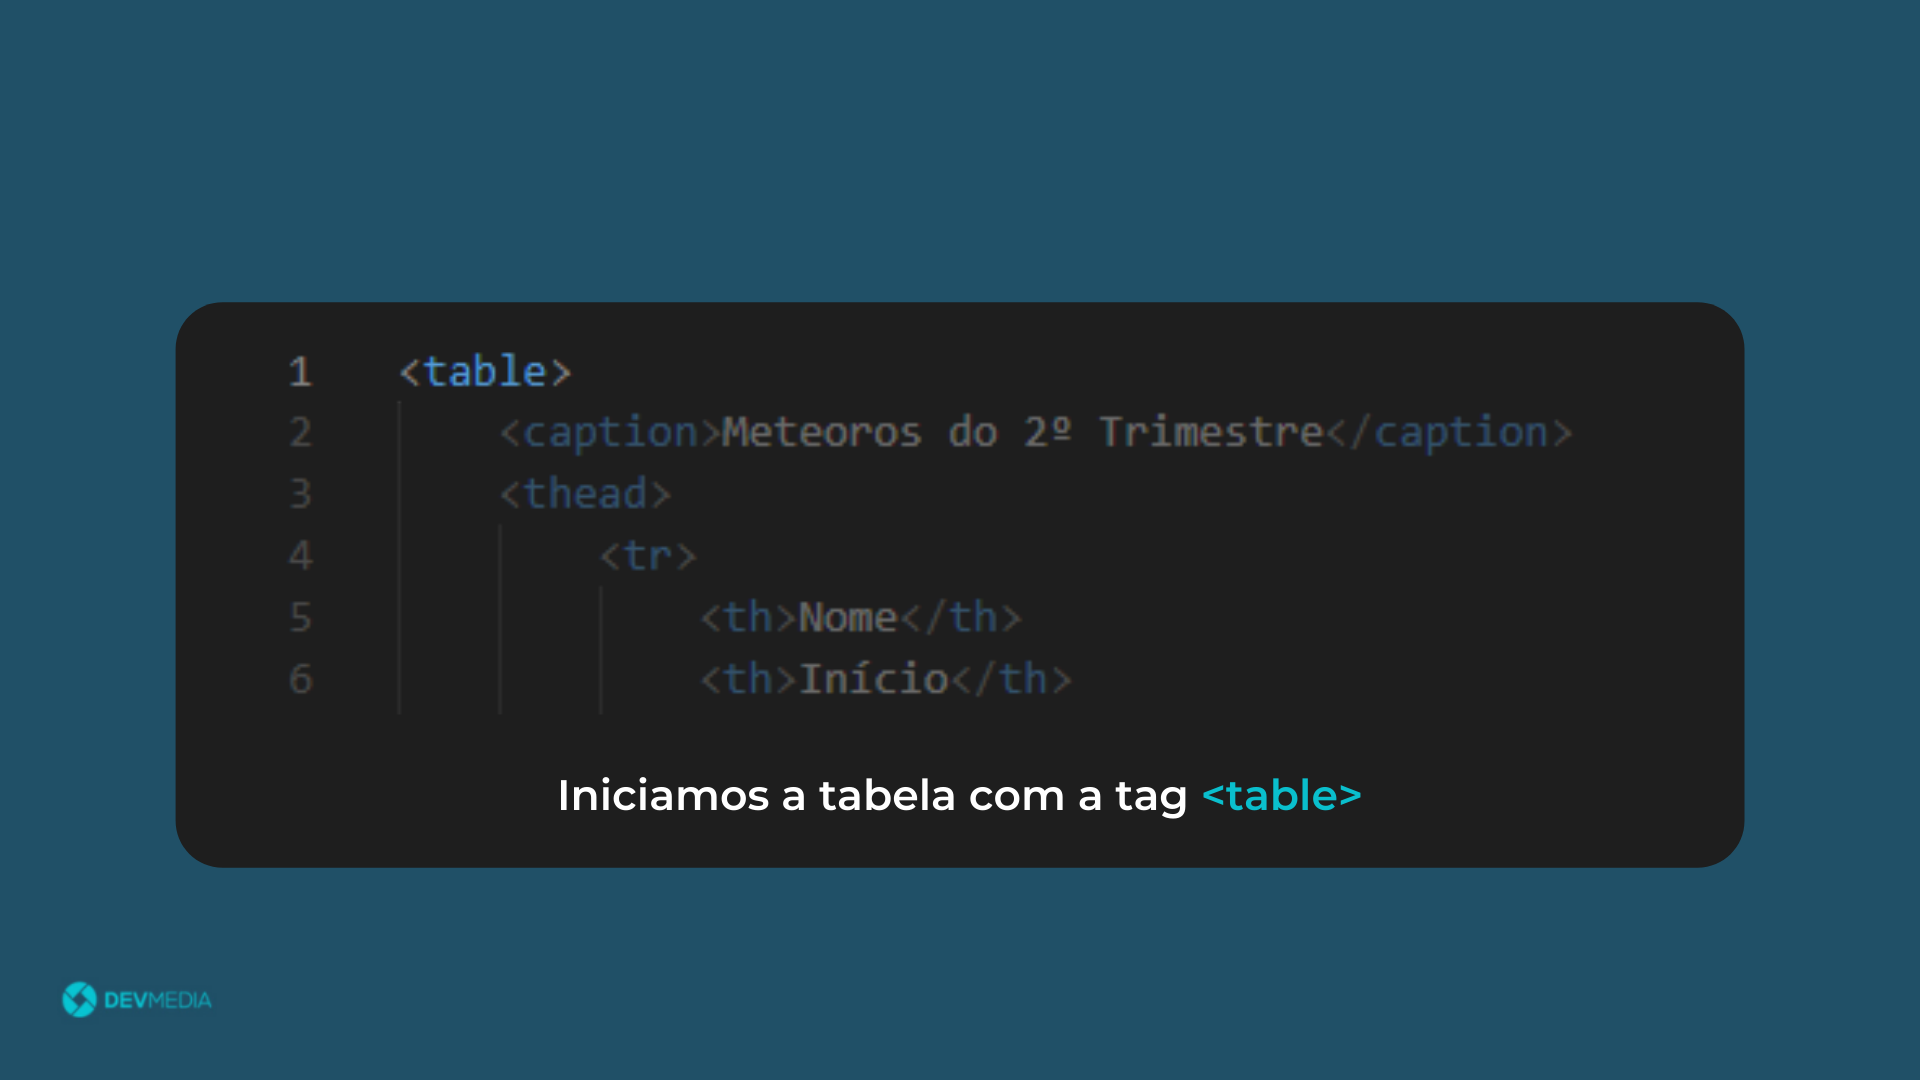 1 <table>
2 <caption>Meteoros do 2º Trimestre</caption>
3 <thead>
4 <tr>
5 <th>Nome</th>
6 <th>Início</th>
Iniciamos a tabela com a tag <table>
DEVMEDIA